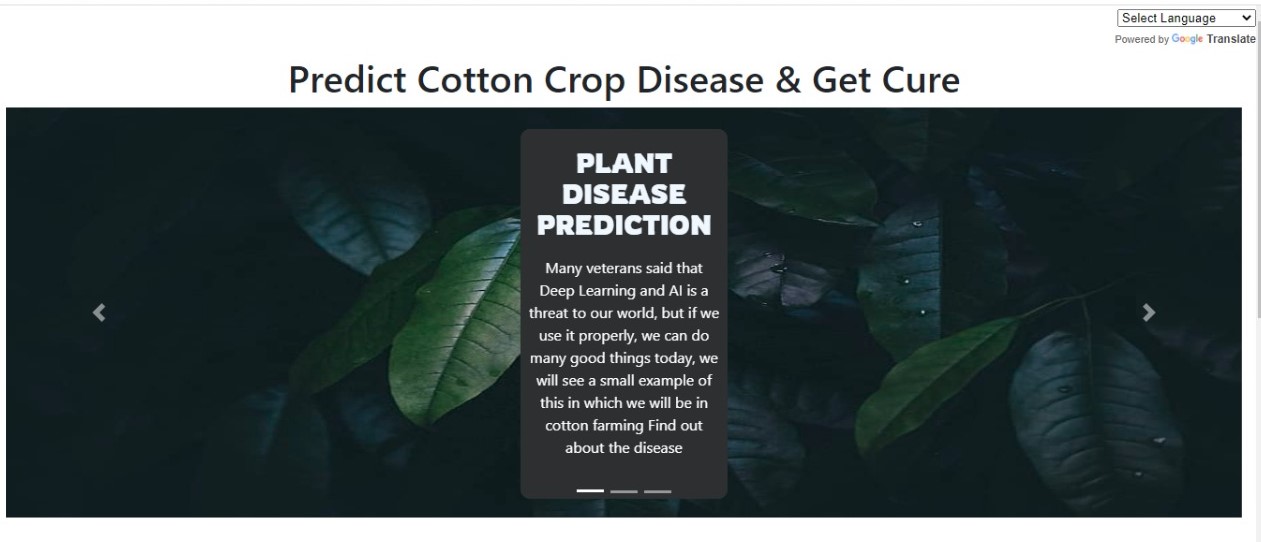 Select Language
Powered by Google Translate
Predict Cotton Crop Disease & Get Cure
PLANT
DISEASE
PREDICTION
Many veterans said that
Deep Learning and AI is a
threat to our world, but if we
use it properly, we can do
many good things today, we
will see a small example of
this in which we will be in
cotton farming Find out
about the disease